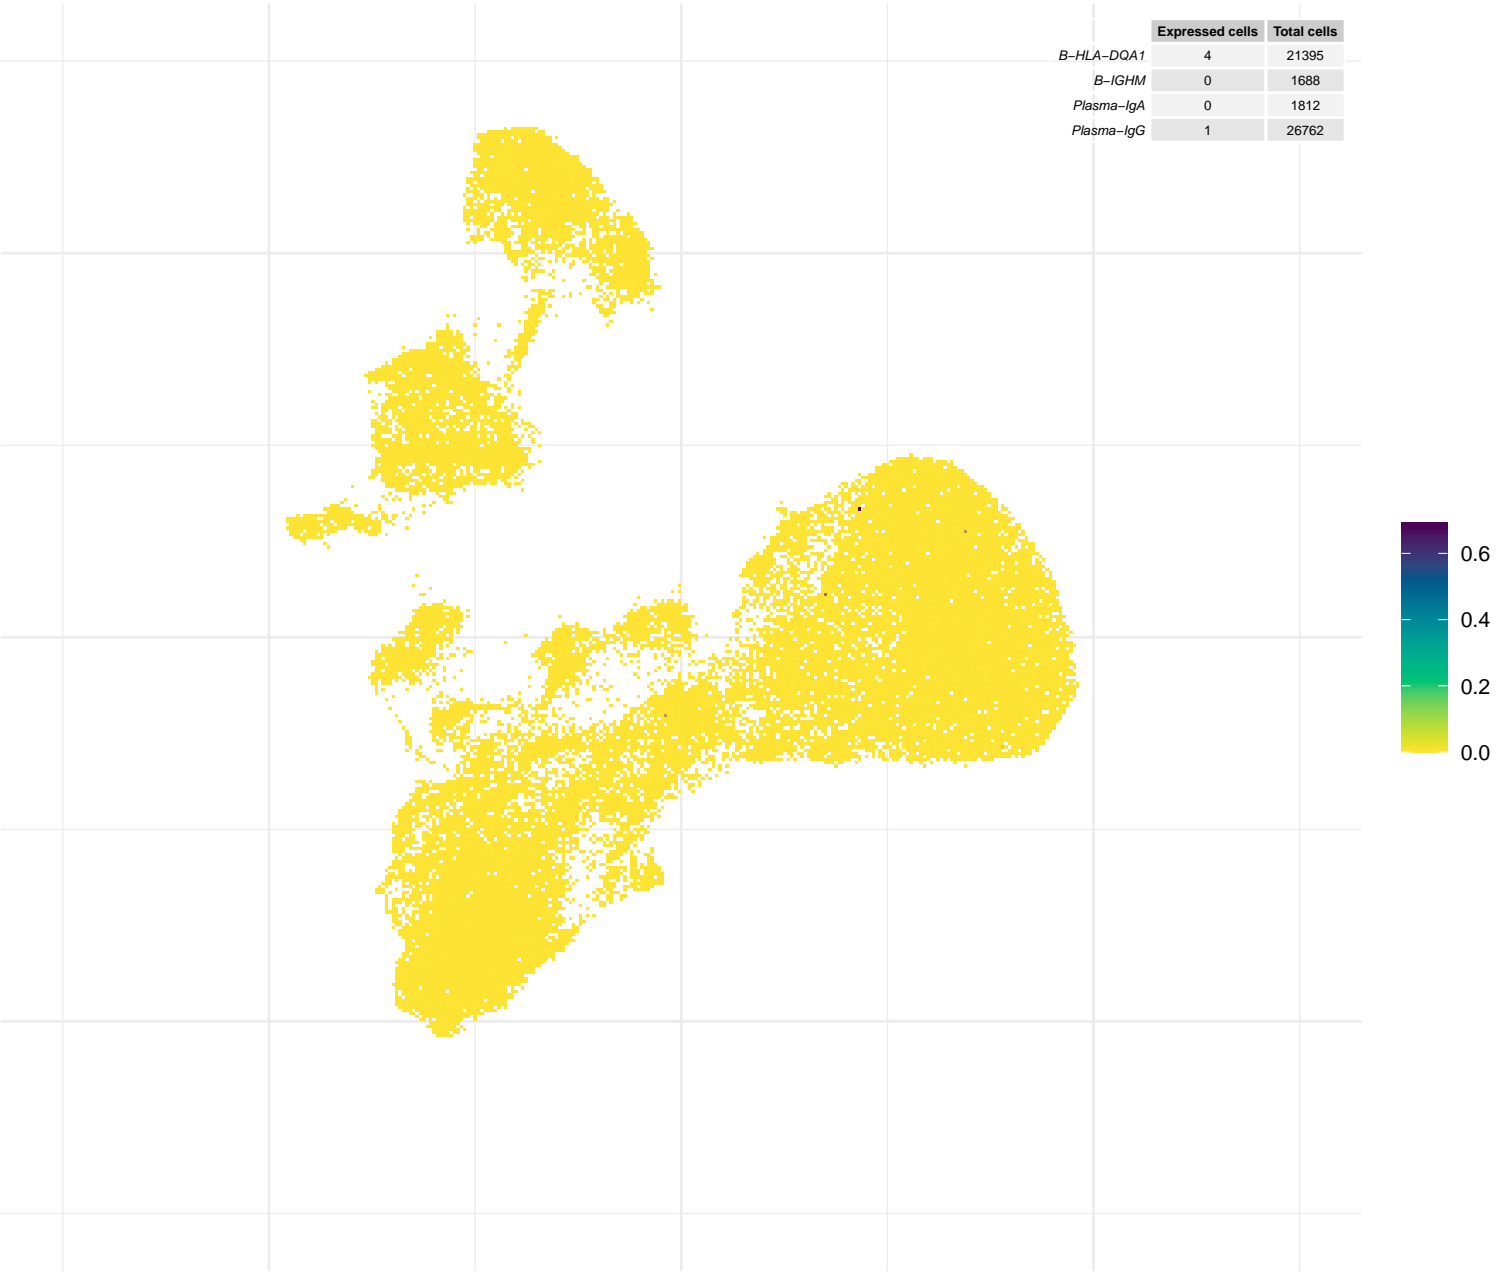 Expressed cells Total cells
B−HLA−DQA1 4 21395
B−IGHM 0 1688
Plasma−IgA 0 1812
Plasma−IgG 1 26762
0.6
0.4
0.2
0.0